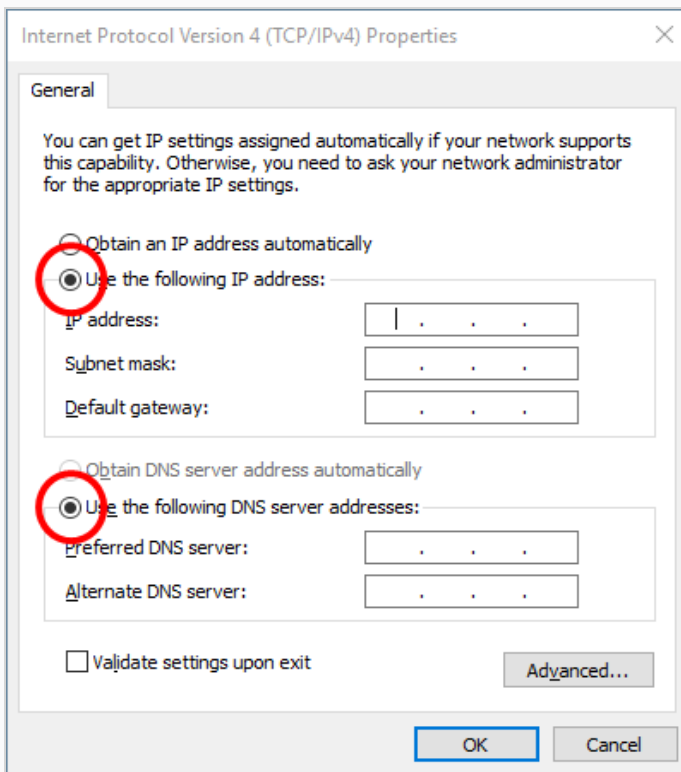 Internet Protocol Version 4 (TCP/IPv4) Properties
General
You can get IP settings assigned automatically if your network supports
this capability. Otherwise, you need to ask your network administrator
for the appropriate IP settings.
Obtain an IP address automatically
Use the following IP address:
IP address:
Subnet mask:
Default gateway:
Obtain DNS server address automatically
Use the following DNS server addresses:
Preferred DNS server:
Alternate DNS server:
Validate settings upon exit
Advanced...
OK
Cancel